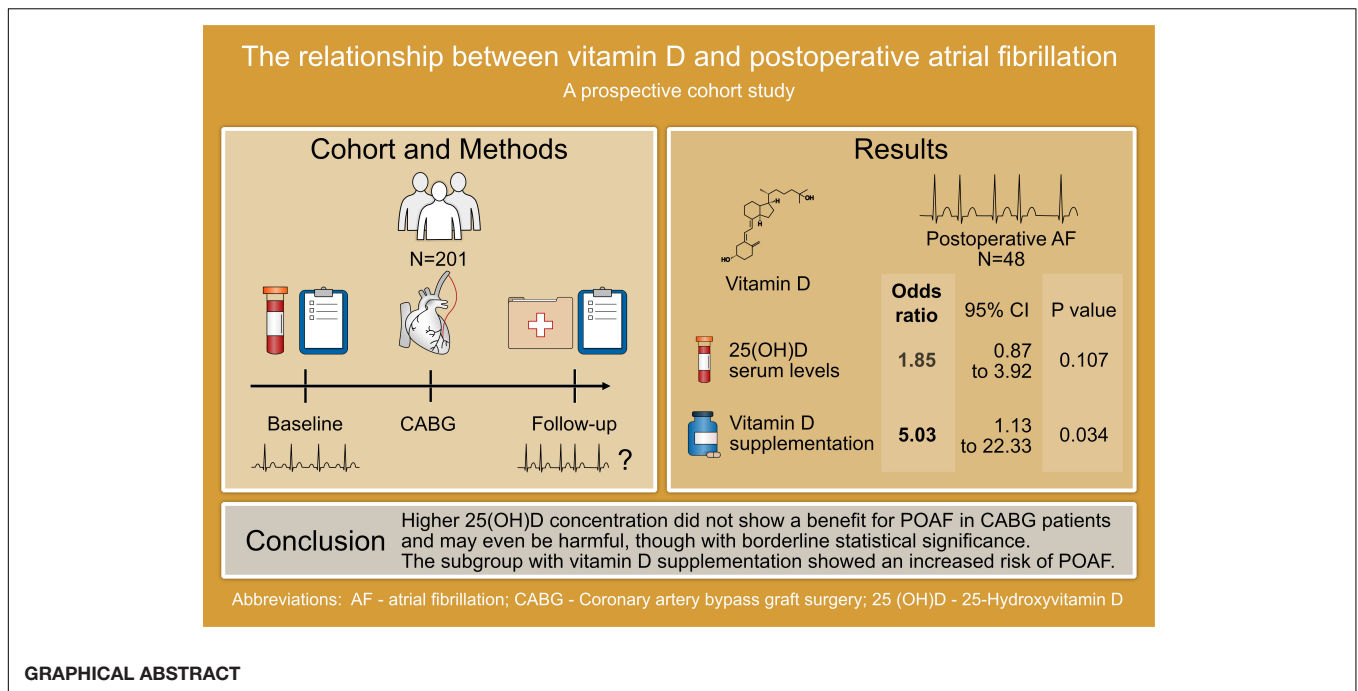 The relationship between vitamin D and postoperative atrial fibrillation
A prospective cohort study
Cohort and Methods
N=201
Baseline
CABG
Follow-up
?
Results
OH
H
H
HO
Vitamin D
Postoperative AF
N=48
Odds
ratio
95% CI
P value
25(OH)D
serum levels
1.85
0.87
to 3.92
0.107
Vitamin D
supplementation
5.03
1.13
to 22.33
0.034
Conclusion
Higher 25(OH)D concentration did not show a benefit for POAF in CABG patients
and may even be harmful, though with borderline statistical significance.
The subgroup with vitamin D supplementation showed an increased risk of POAF.
Abbreviations: AF - atrial fibrillation; CABG - Coronary artery bypass graft surgery; 25 (OH)D - 25-Hydroxyvitamin D
GRAPHICAL ABSTRACT